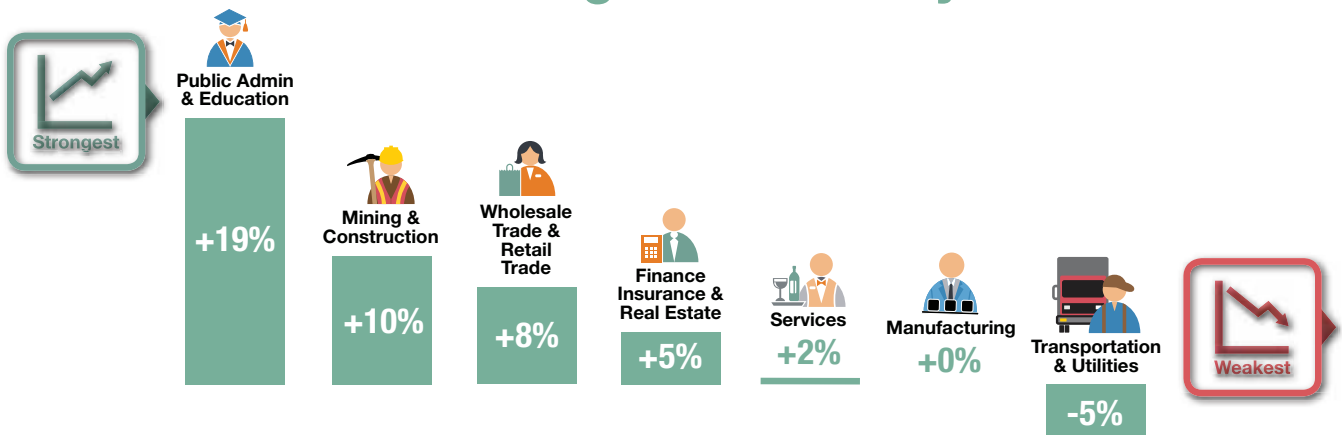 Strongest
Public Admin
& Education
+19%
Mining &
Construction
+10%
Wholesale
Trade &
Retail
Trade
+8%
Finance
Insurance &
Real Estate
+5%
Services
+2%
Manufacturing
+0%
Transportation
& Utilities
-5%
Weakest